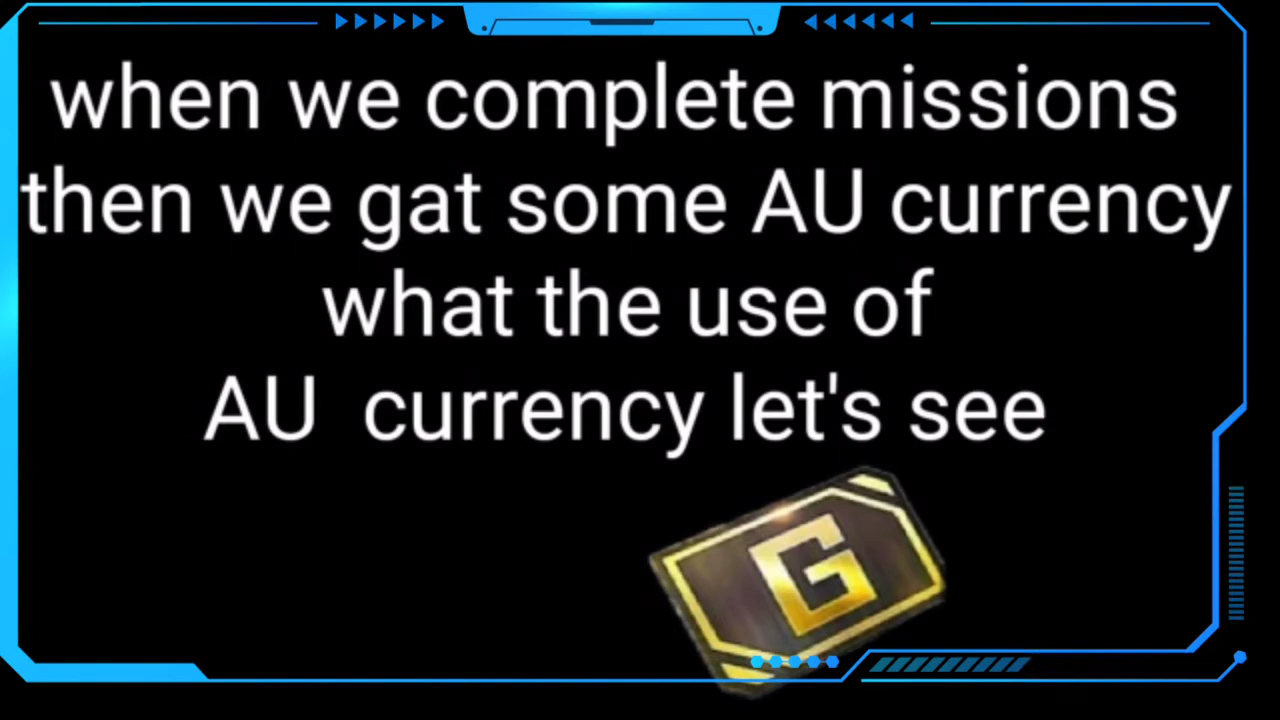 when we complete missions
then we gat some AU currency
what the use of
AU currency let's see
G